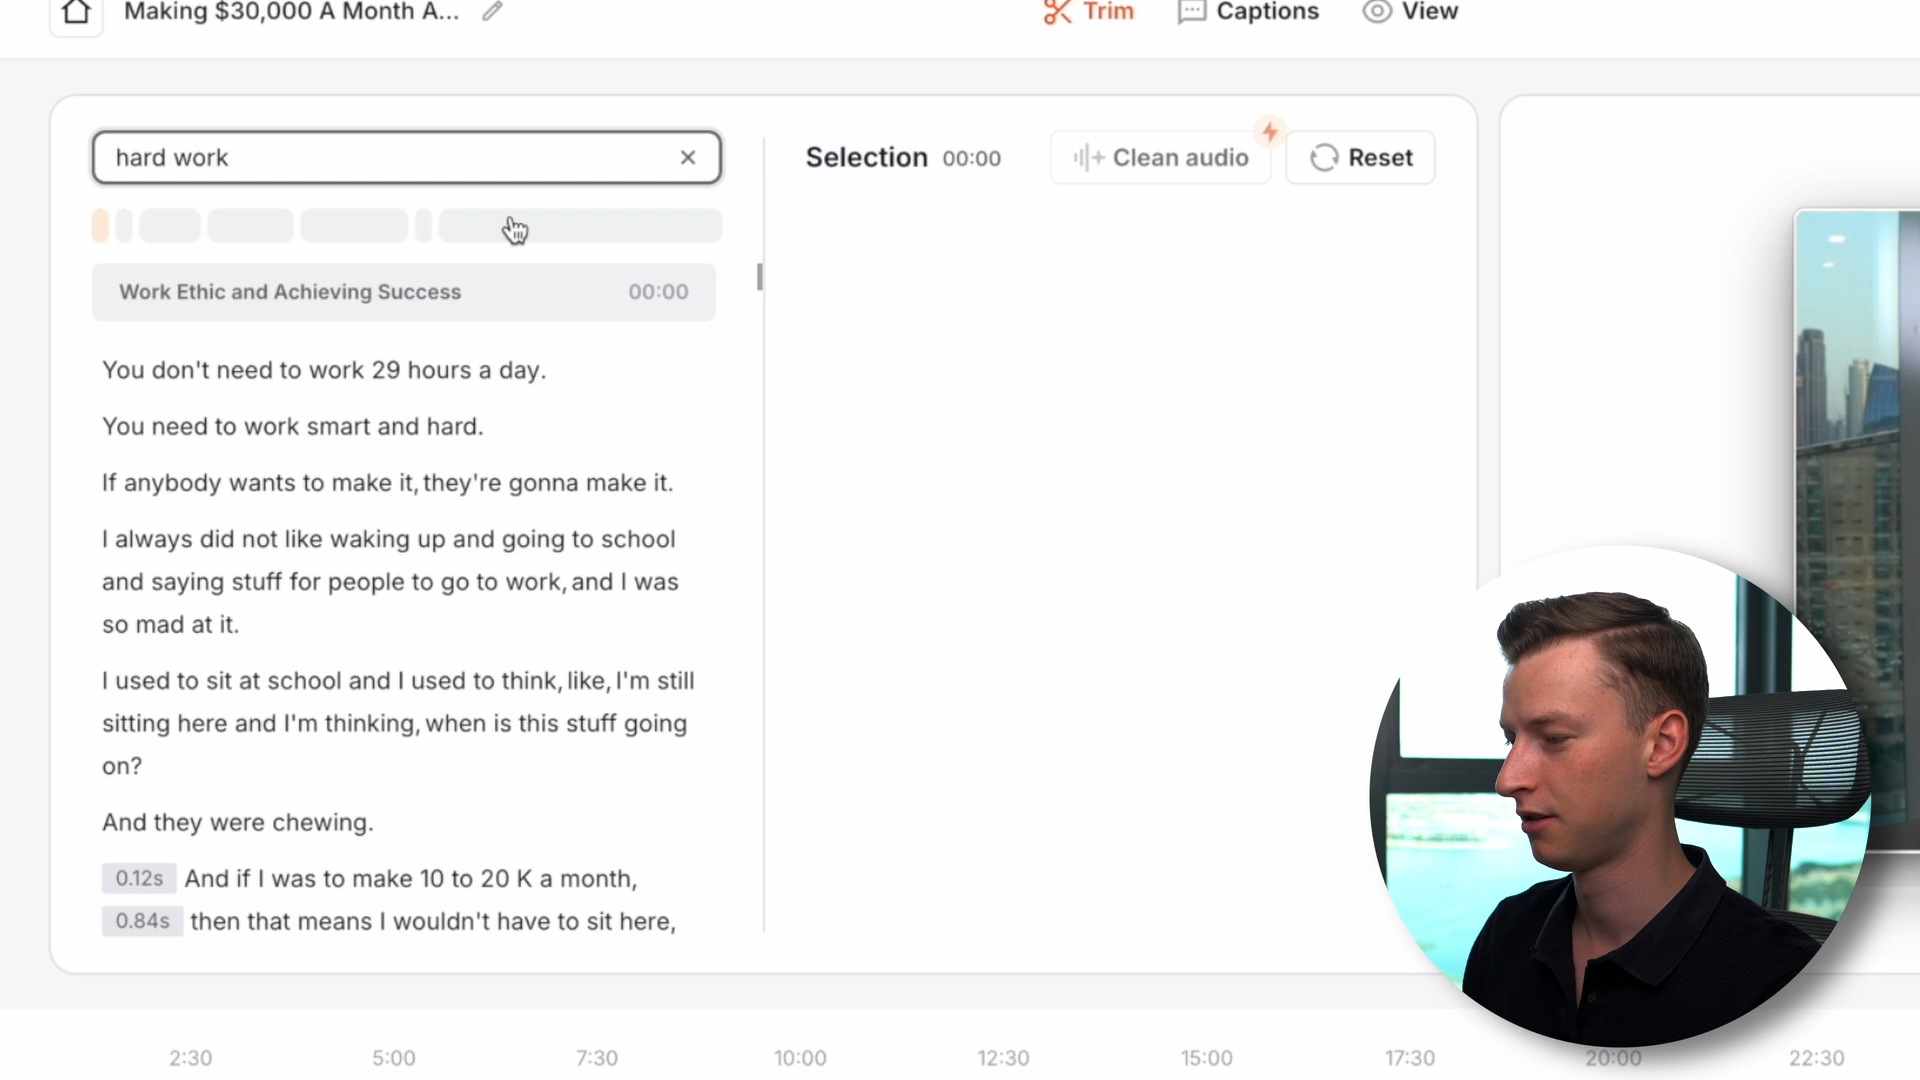 Making $30,000 A Month A...
Trim
Captions
View
hard work
Selection 00:00
Clean audio
Reset
Work Ethic and Achieving Success 00:00
You don't need to work 29 hours a day.
You need to work smart and hard.
If anybody wants to make it, they're gonna make it.
I always did not like waking up and going to school
and saying stuff for people to go to work, and I was
so mad at it.
I used to sit at school and I used to think, like, I'm still
sitting here and I'm thinking, when is this stuff going
on?
And they were chewing.
0.12s And if I was to make 10 to 20 K a month,
0.84s then that means I wouldn't have to sit here,
2:30 5:00 7:30 10:00 12:30 15:00 17:30 20:00 22:30